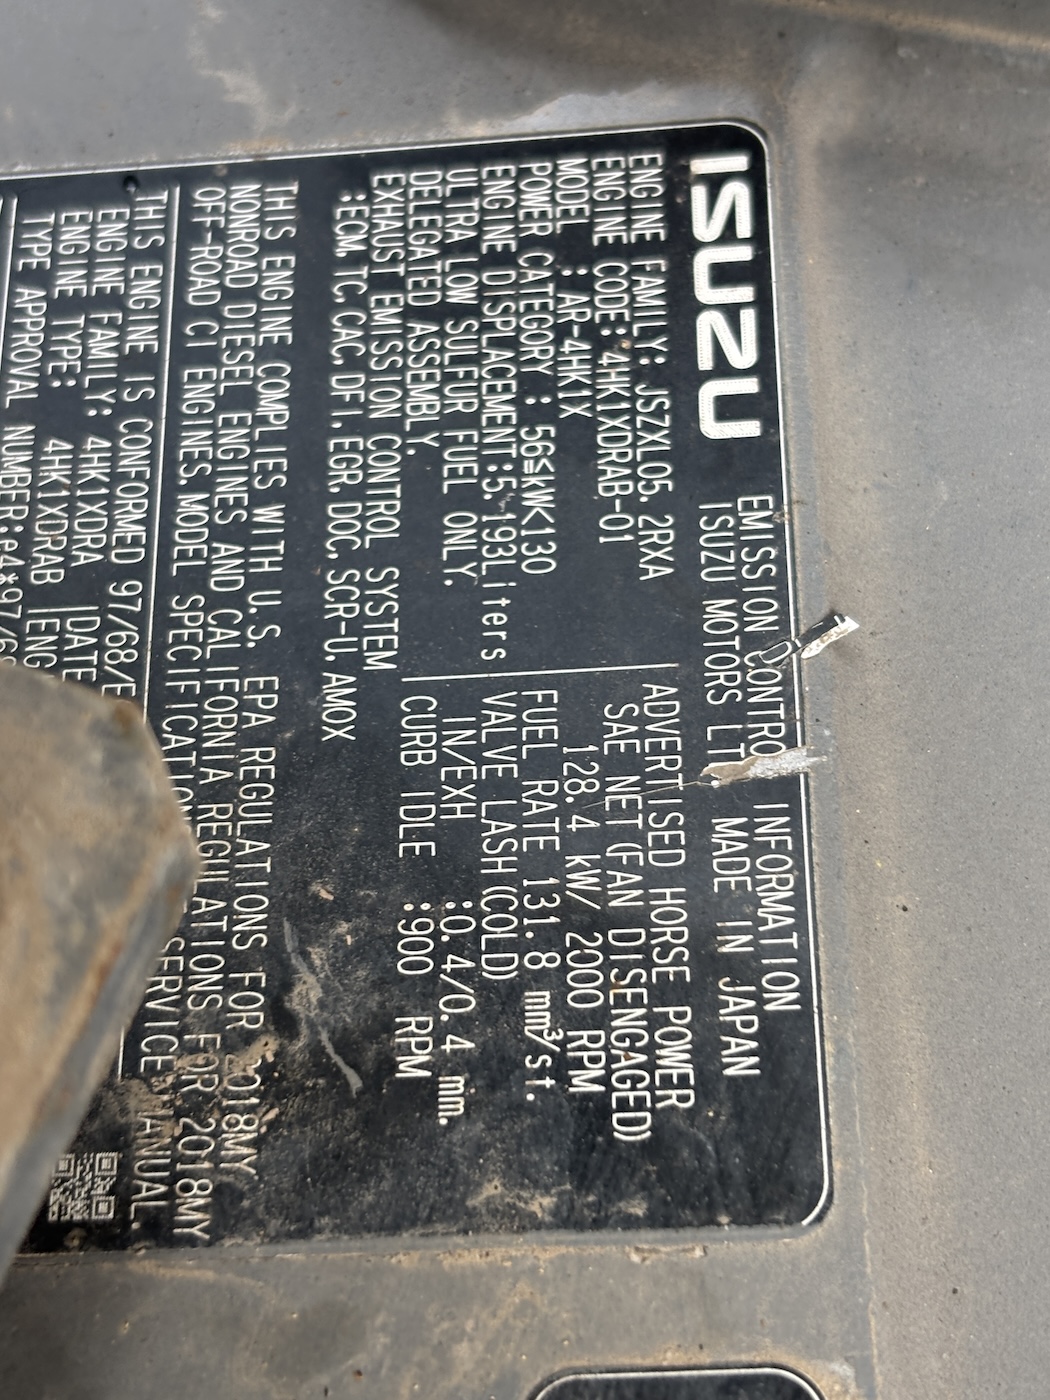 ISUZU
EMISSION CONTROL INFORMATION
ISUZU MOTORS LTD. MADE IN JAPAN
ENGINE FAMILY: JSZXL05.2RXA
ENGINE CODE: 4HK1XDRAB-01
MODEL : AR-4HK1X
POWER CATEGORY : 56≦kW<130
ENGINE DISPLACEMENT:5.193Liters
ULTRA LOW SULFUR FUEL ONLY.
DELEGATED ASSEMBLY.
EXHAUST EMISSION CONTROL SYSTEM
:ECM, TC, CAC, DFI, EGR, DOC, SCR-U, AMOX
ADVERTISED HORSE POWER
SAE NET(FAN DISENGAGED)
128.4 kW/ 2000 RPM
FUEL RATE 131.8 mm³/st.
VALVE LASH(COLD)
IN/EXH :0.4/0.4 mm.
CURB IDLE :900 RPM
THIS ENGINE COMPLIES WITH U.S. EPA REGULATIONS FOR 2018MY
NONROAD DIESEL ENGINES AND CALIFORNIA REGULATIONS FOR 2018MY
OFF-ROAD CI ENGINES. MODEL SPECIFICATION SERVICE MANUAL.
THIS ENGINE IS CONFORMED 97/68/E
ENGINE FAMILY: 4HK1XDRA |DATE
ENGINE TYPE: 4HK1XDRAB |ENG
TYPE APPROVAL NUMBER:e4*97/68